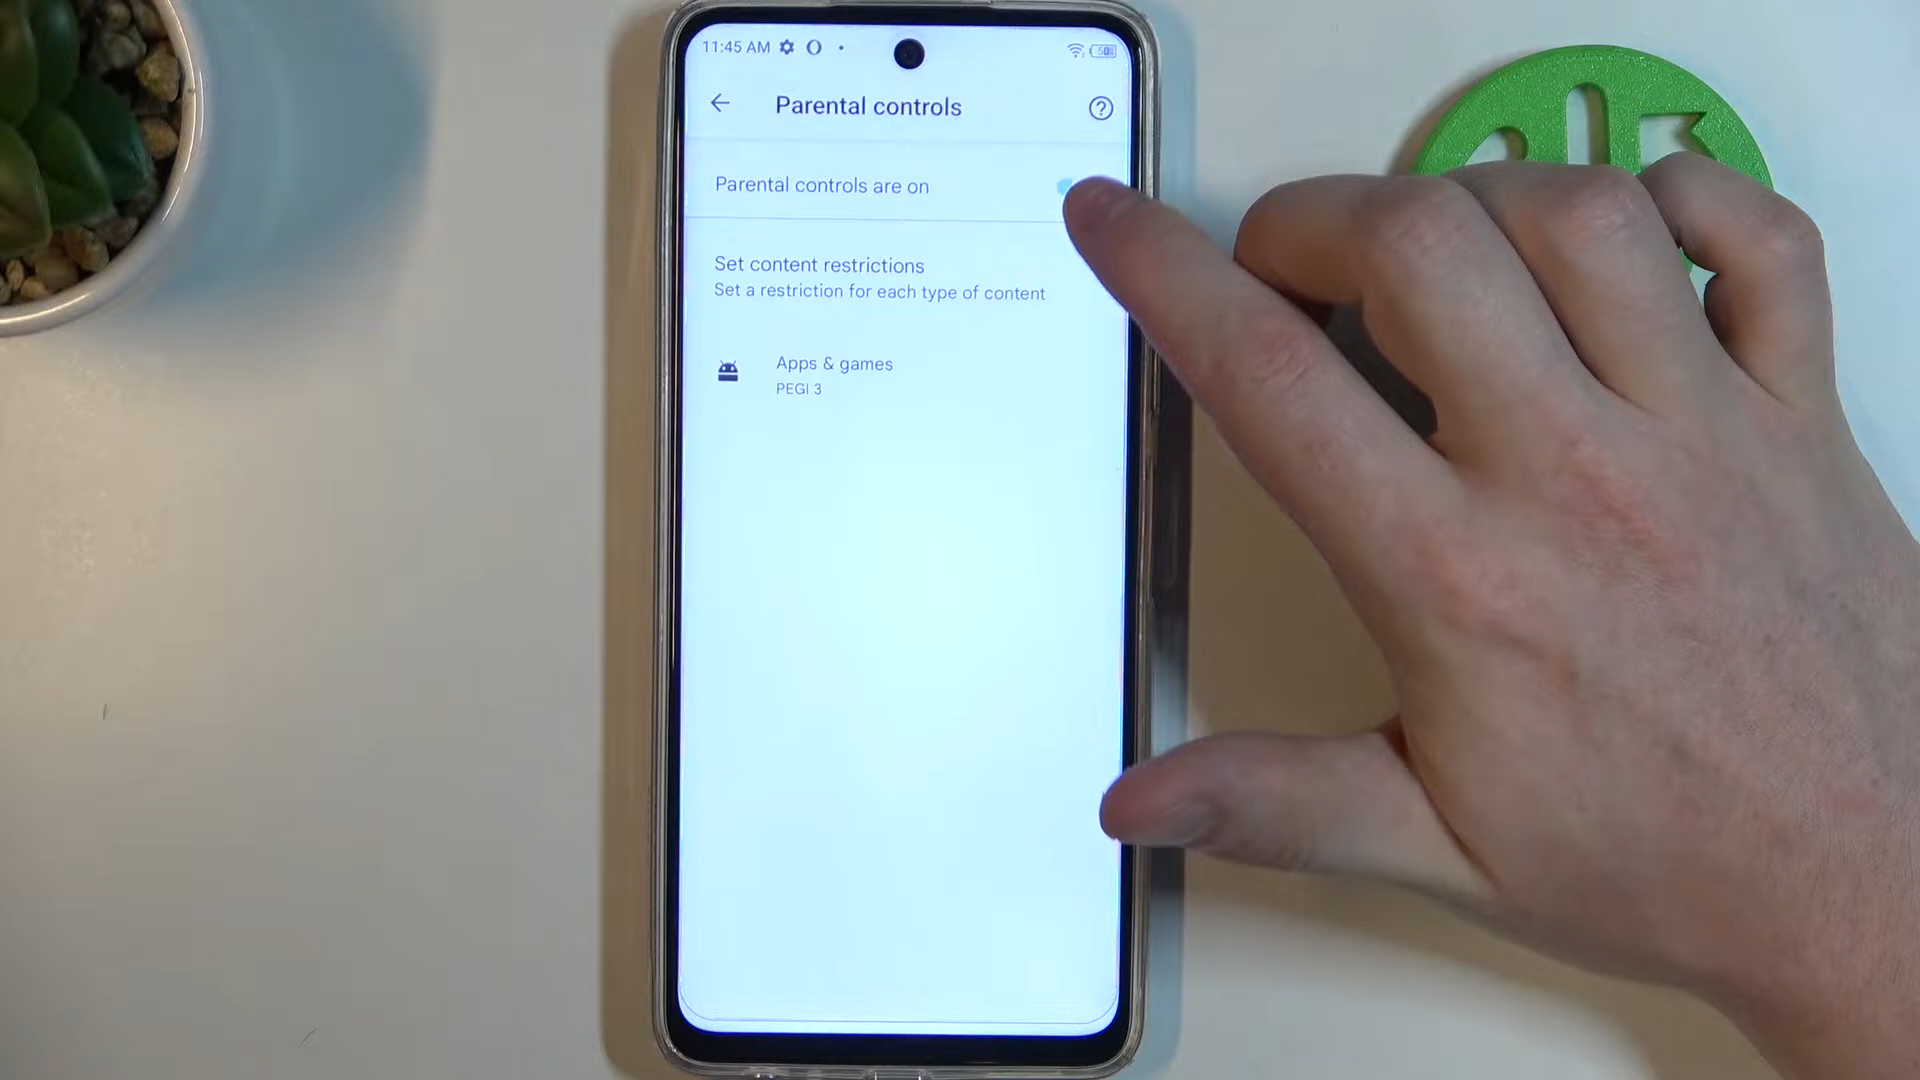 11:45 AM
50
Parental controls
Parental controls are on
Set content restrictions
Set a restriction for each type of content
Apps & games
PEGI 3